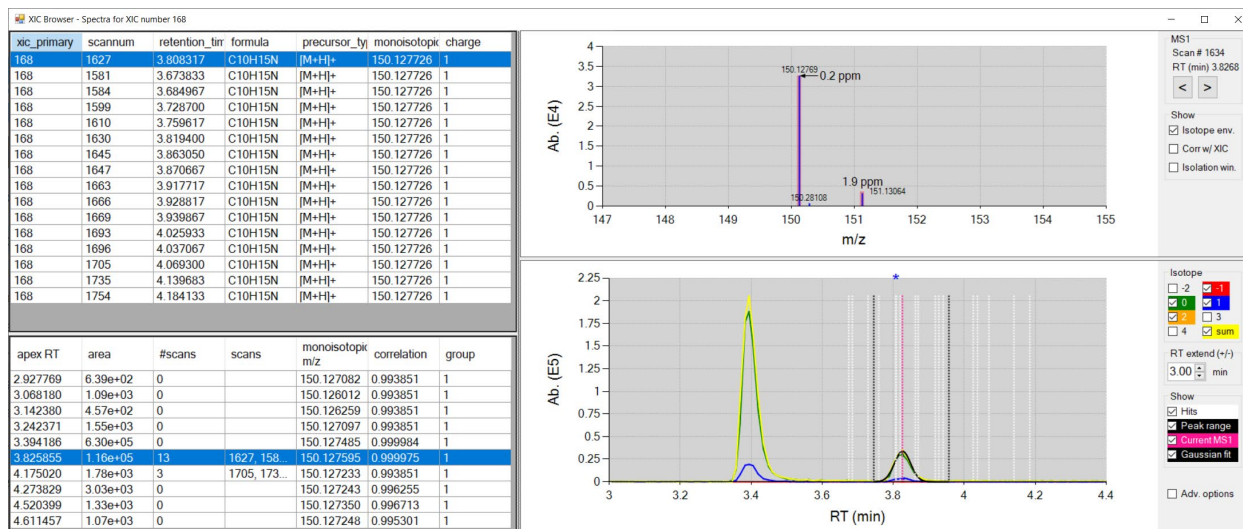 XIC Browser - Spectra for XIC number 168
xic_primary scannum retention_tim formula precursor_ty monoisotopic charge
168 1627 3.808317 C10H15N [M+H]+ 150.127726 1
168 1581 3.673833 C10H15N [M+H]+ 150.127726 1
168 1584 3.684967 C10H15N [M+H]+ 150.127726 1
168 1599 3.728700 C10H15N [M+H]+ 150.127726 1
168 1610 3.759617 C10H15N [M+H]+ 150.127726 1
168 1630 3.819400 C10H15N [M+H]+ 150.127726 1
168 1645 3.863050 C10H15N [M+H]+ 150.127726 1
168 1647 3.870667 C10H15N [M+H]+ 150.127726 1
168 1663 3.917717 C10H15N [M+H]+ 150.127726 1
168 1666 3.928817 C10H15N [M+H]+ 150.127726 1
168 1669 3.939867 C10H15N [M+H]+ 150.127726 1
168 1693 4.025933 C10H15N [M+H]+ 150.127726 1
168 1696 4.037067 C10H15N [M+H]+ 150.127726 1
168 1705 4.069300 C10H15N [M+H]+ 150.127726 1
168 1735 4.139683 C10H15N [M+H]+ 150.127726 1
168 1754 4.184133 C10H15N [M+H]+ 150.127726 1
apex RT area #scans scans monoisotopic m/z correlation group
2.927769 6.39e+02 0 150.127082 0.993851 1
3.068180 1.09e+03 0 150.126012 0.993851 1
3.142380 4.57e+02 0 150.126259 0.993851 1
3.242371 1.55e+03 0 150.127097 0.993851 1
3.394186 6.30e+05 0 150.127485 0.999984 1
3.825855 1.16e+05 13 1627, 158... 150.127595 0.999975 1
4.175020 1.78e+03 3 1705, 173... 150.127233 0.993851 1
4.273829 3.03e+03 0 150.127243 0.996255 1
4.520399 1.33e+03 0 150.127350 0.996713 1
4.611457 1.07e+03 0 150.127248 0.995301 1
Ab. (E4)
4
3.5
3
2.5
2
1.5
1
0.5
0
150.12769
0.2 ppm
1.9 ppm
150.28108
151.13064
147 148 149 150 151 152 153 154 155
m/z
MS1
Scan # 1634
RT (min) 3.8268
< >
Show
Isotope env.
Corr w/ XIC
Isolation win.
Ab. (E5)
2.25
2
1.75
1.5
1.25
1
0.75
0.5
0.25
0
*
3 3.2 3.4 3.6 3.8 4 4.2 4.4
RT (min)
Isotope
-2 -1
0 1
2 3
4 sum
RT extend (+/-)
3.00 min
Show
Hits
Peak range
Current MS1
Gaussian fit
Adv. options